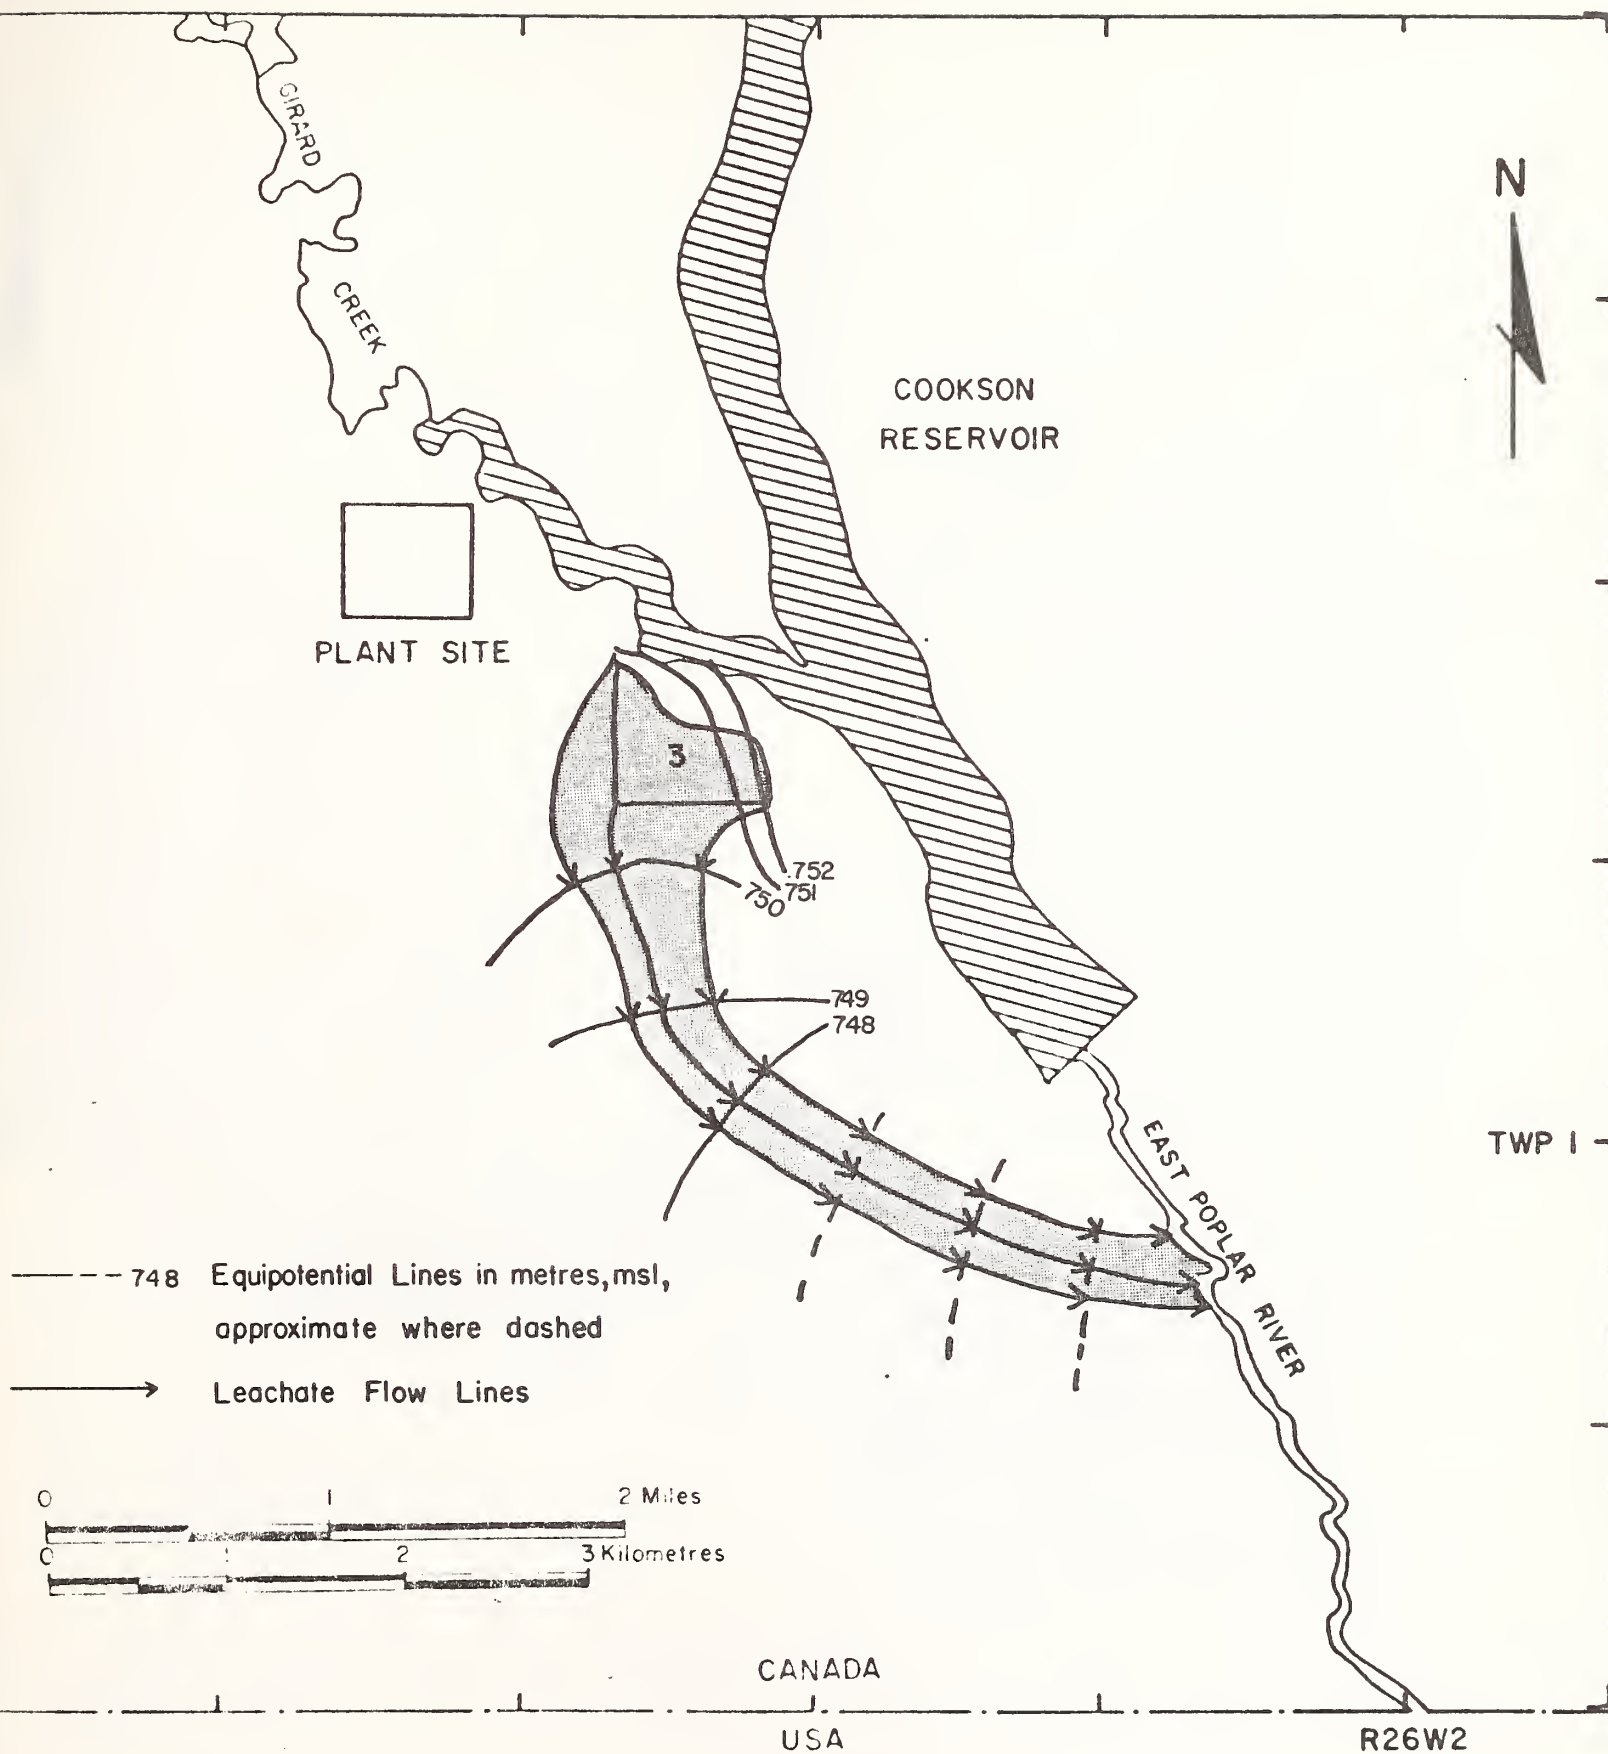 GIRARD
CREEK
N
COOKSON
RESERVOIR
PLANT SITE
3
752
751
750
749
748
EAST POPLAR RIVER
TWP 1
748 Equipotential Lines in metres, msl,
approximate where dashed
Leachate Flow Lines
0 1 2 Miles
0 1 2 3 Kilometres
CANADA
USA
R26W2